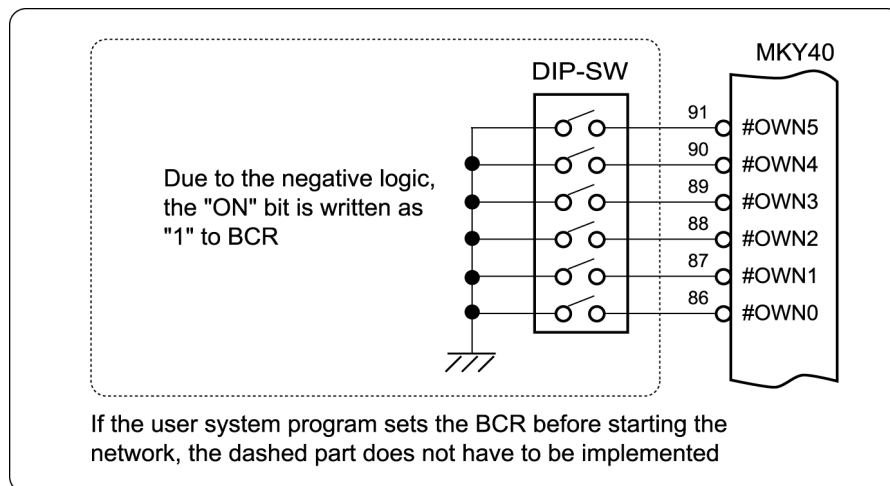 MKY40
DIP-SW
91 #OWN5
90 #OWN4
89 #OWN3
88 #OWN2
87 #OWN1
86 #OWN0
Due to the negative logic,
the "ON" bit is written as
"1" to BCR
If the user system program sets the BCR before starting the
network, the dashed part does not have to be implemented